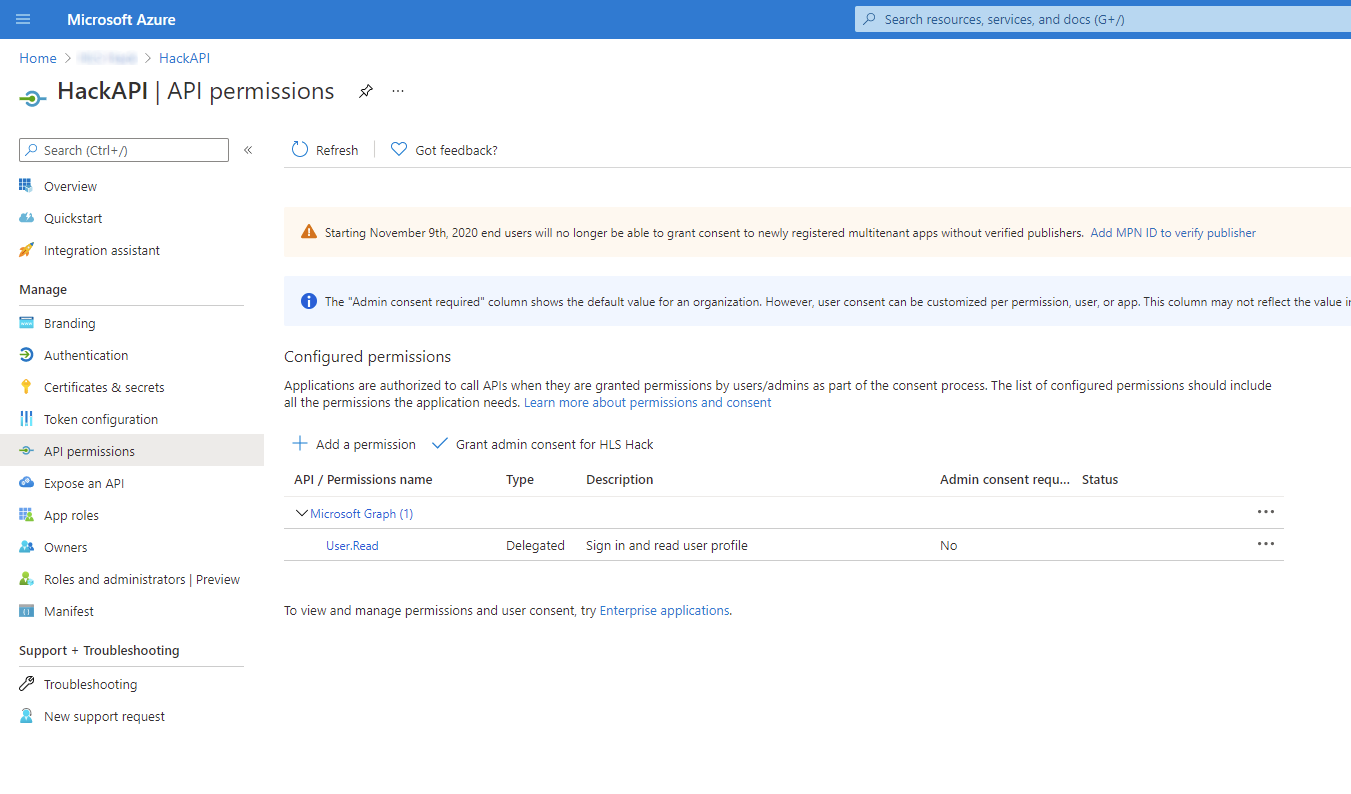 Microsoft Azure
Search resources, services, and docs (G+/)
Home > > HackAPI
HackAPI | API permissions
Search (Ctrl+/)
Overview
Quickstart
Integration assistant
Manage
Branding
Authentication
Certificates & secrets
Token configuration
API permissions
Expose an API
App roles
Owners
Roles and administrators | Preview
Manifest
Support + Troubleshooting
Troubleshooting
New support request
Refresh
Got feedback?
Starting November 9th, 2020 end users will no longer be able to grant consent to newly registered multitenant apps without verified publishers. Add MPN ID to verify publisher
The "Admin consent required" column shows the default value for an organization. However, user consent can be customized per permission, user, or app. This column may not reflect the value
Configured permissions
Applications are authorized to call APIs when they are granted permissions by users/admins as part of the consent process. The list of configured permissions should include
all the permissions the application needs. Learn more about permissions and consent
Add a permission
Grant admin consent for HLS Hack
API / Permissions name Type Description Admin consent requ... Status
Microsoft Graph (1)
User.Read Delegated Sign in and read user profile No
To view and manage permissions and user consent, try Enterprise applications.